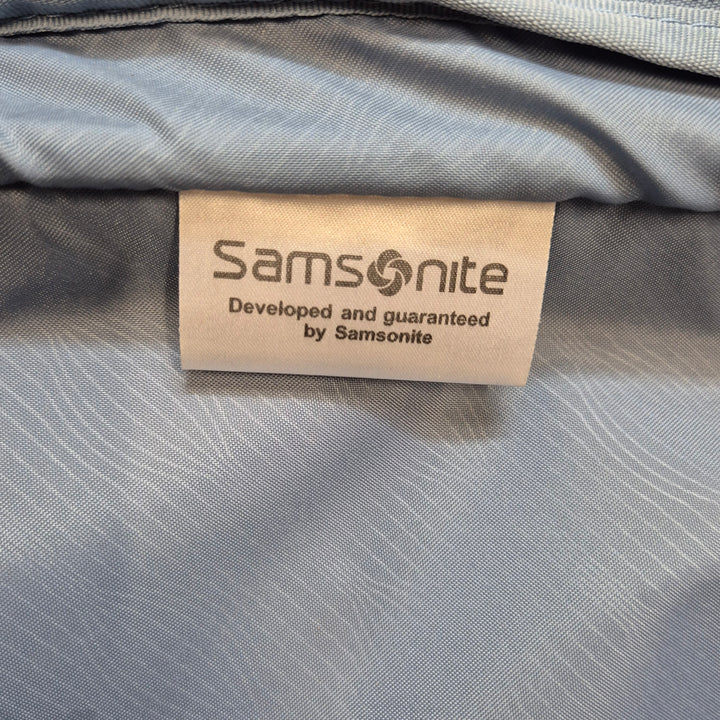 Samsonite
Developed and guaranteed
by Samsonite